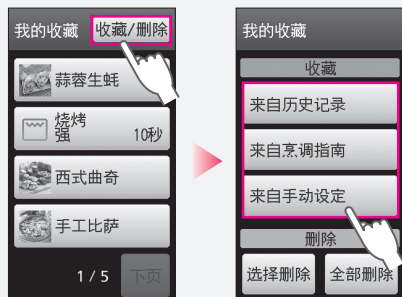 我的收藏 收藏/删除
蒜蓉生蚝
烧烤
强 10秒
西式曲奇
手工比萨
1/5 下页
我的收藏
收藏
来自历史记录
来自烹调指南
来自手动设定
删除
选择删除 全部删除